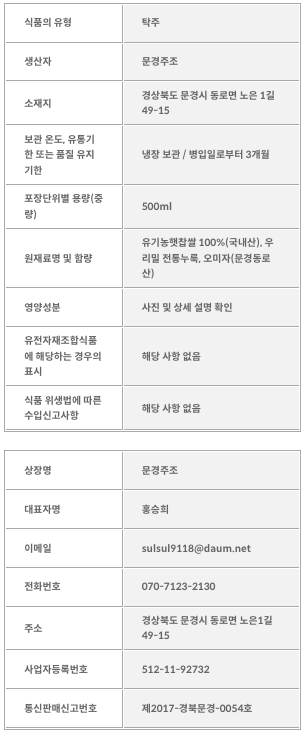 식품의 유형
탁주
생산자
문경주조
소재지
경상북도 문경시 동로면 노은 1길
49-15
보관 온도, 유통기
한 또는 품질 유지
기한
냉장 보관 / 병입일로부터 3개월
포장단위별 용량(중
량)
500ml
원재료명 및 함량
유기농햇찹쌀 100%(국내산), 우
리밀 전통누룩, 오미자(문경동로
산)
영양성분
사진 및 상세 설명 확인
유전자재조합식품
에 해당하는 경우의
표시
해당 사항 없음
식품 위생법에 따른
수입신고사항
해당 사항 없음
상장명
문경주조
대표자명
홍승희
이메일
sulsul9118@daum.net
전화번호
070-7123-2130
주소
경상북도 문경시 동로면 노은1길
49-15
사업자등록번호
512-11-92732
통신판매신고번호
제2017-경북문경-0054호